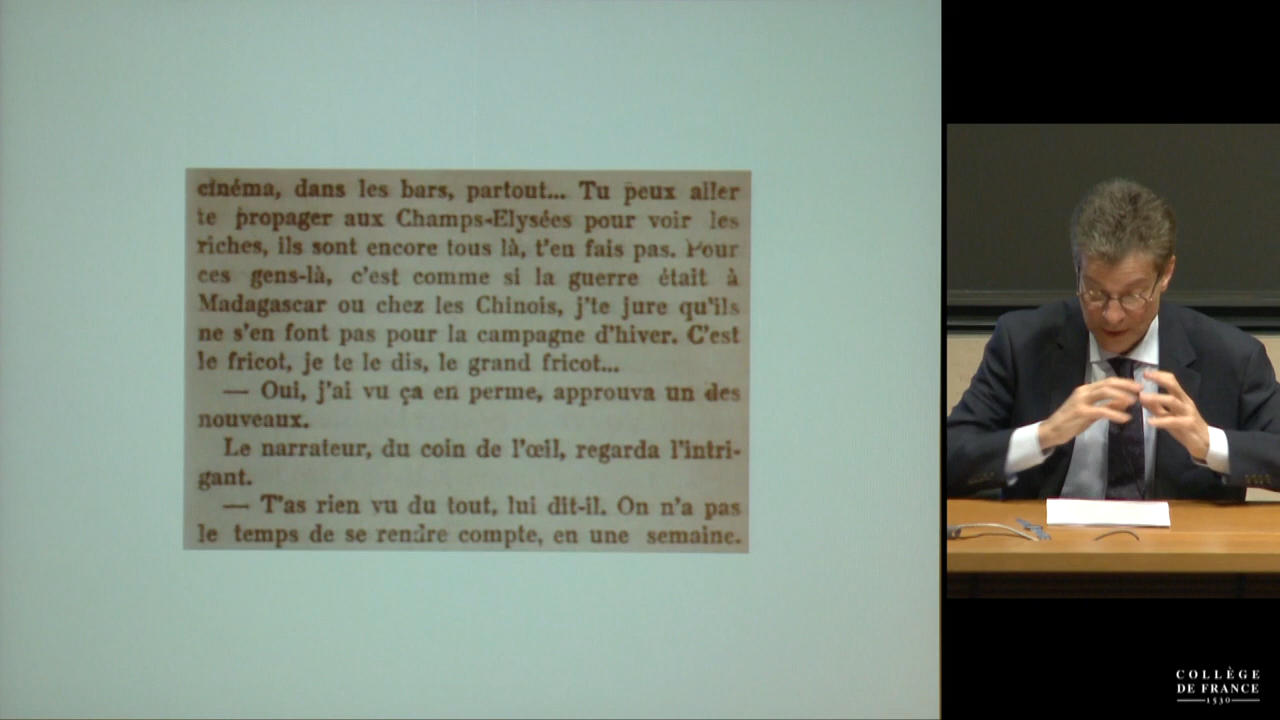 cinéma, dans les bars, partout... Tu peux aller
te propager aux Champs-Elysées pour voir les
riches, ils sont encore tous là, t'en fais pas. Pour
ces gens-là, c'est comme si la guerre était à
Madagascar ou chez les Chinois, j'te jure qu'ils
ne s'en font pas pour la campagne d'hiver. C'est
le fricot, je te le dis, le grand fricot...
— Oui, j'ai vu ça en perme, approuva un des
nouveaux.
Le narrateur, du coin de l'œil, regarda l'intri-
gant.
— T'as rien vu du tout, lui dit-il. On n'a pas
le temps de se rendre compte, en une semaine.
COLLÈGE
DE FRANCE
1530